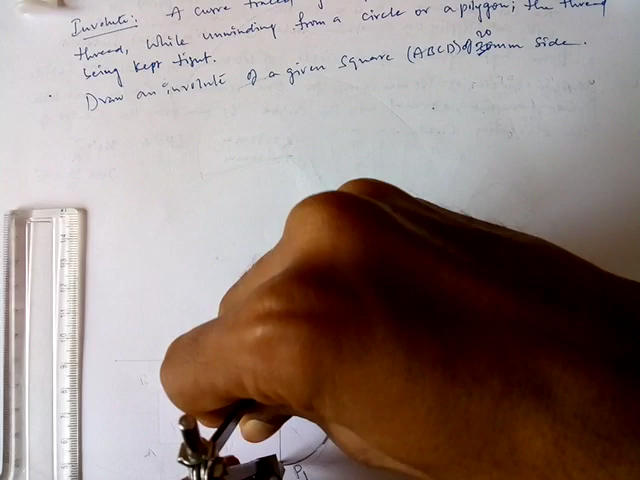 Involute: A curve traced
thread, while unwinding from a circle or a polygon; the thread
being kept tight.
Draw an involute of a given square (ABCD) of 20mm side.
P1